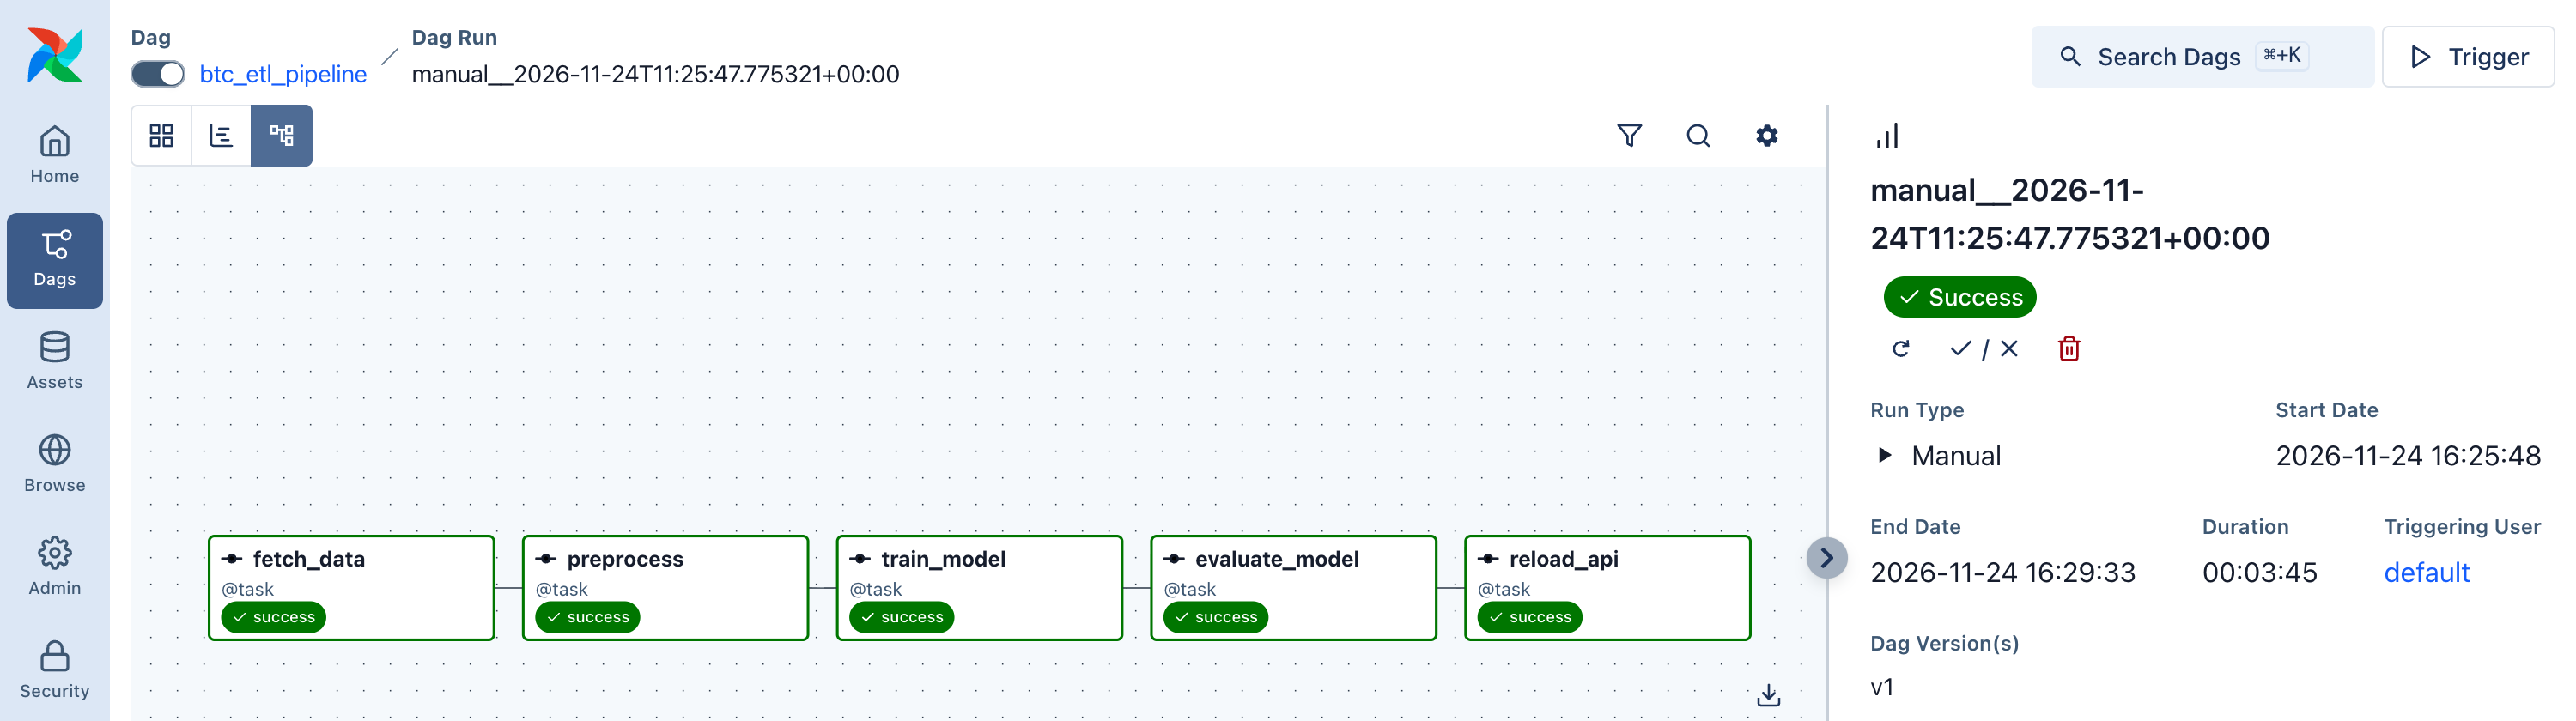 Dag
btc_etl_pipeline
/
Dag Run
manual__2026-11-24T11:25:47.775321+00:00
Search Dags ⌘+K
Trigger
Home
Dags
Assets
Browse
Admin
Security
fetch_data
@task
success
preprocess
@task
success
train_model
@task
success
evaluate_model
@task
success
reload_api
@task
success
manual__2026-11-
24T11:25:47.775321+00:00
Success
/
Run Type
Manual
Start Date
2026-11-24 16:25:48
End Date
2026-11-24 16:29:33
Duration
00:03:45
Triggering User
default
Dag Version(s)
v1